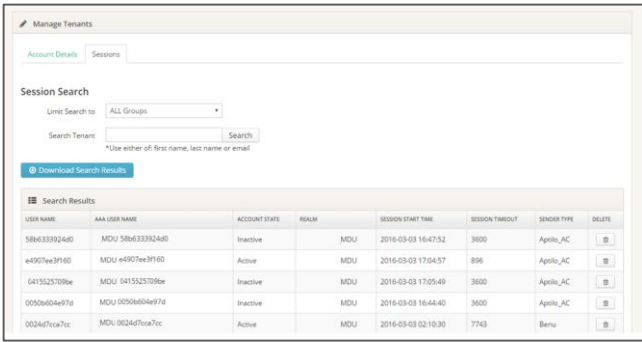 Manage Tenants
Account Details Sessions
Session Search
Limit Search to ALL Groups
Search Tenant Search
*Use either of: first name, last name or email
Download Search Results
Search Results
USER NAME AAA USER NAME ACCOUNT STATE REALM SESSION START TIME SESSION TIMEOUT SENDER TYPE DELETE
58b6333924d0 _MDU 58b6333924d0 Inactive MDU 2016-03-03 16:47:52 3600 Aptilo_AC
e4907ee3f160 MDU e4907ee3f160 Active MDU 2016-03-03 17:04:57 896 Aptilo_AC
0415525709be _MDU 0415525709be Inactive MDU 2016-03-03 17:05:49 3600 Aptilo_AC
0050b604e97d MDU 0050b604e97d Inactive MDU 2016-03-03 16:44:40 3600 Aptilo_AC
0024d7cca7cc _MDU 0024d7cca7cc Active MDU 2016-03-03 02:10:30 7743 Benu